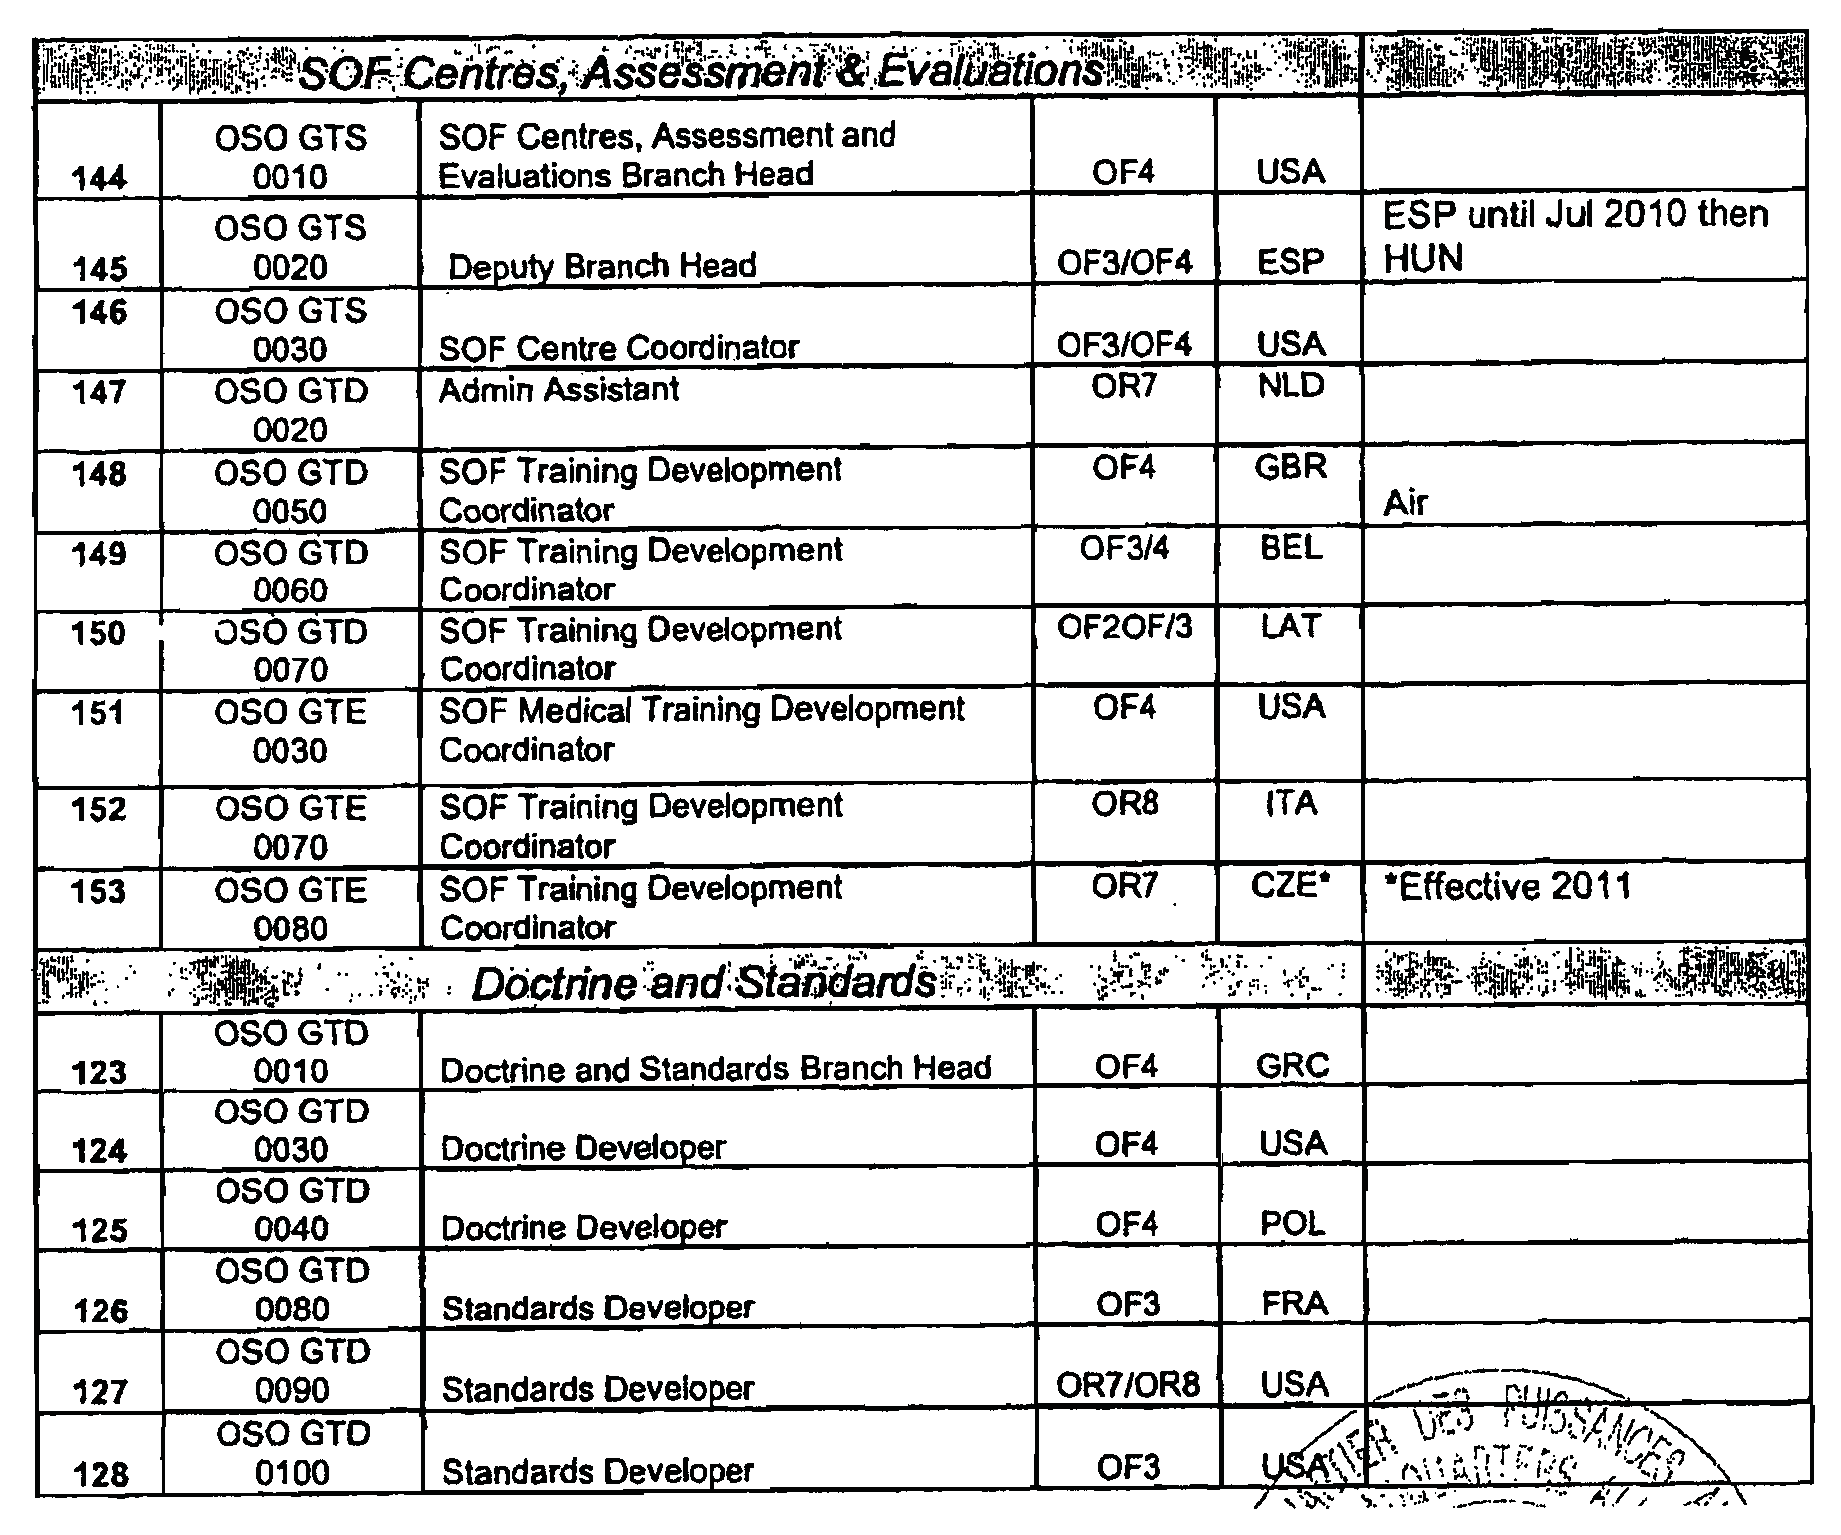 SOF Centres, Assessment & Evaluations
144 OSO GTS 0010 SOF Centres, Assessment and Evaluations Branch Head OF4 USA
145 OSO GTS 0020 Deputy Branch Head OF3/OF4 ESP ESP until Jul 2010 then HUN
146 OSO GTS 0030 SOF Centre Coordinator OF3/OF4 USA
147 OSO GTD 0020 Admin Assistant OR7 NLD
148 OSO GTD 0050 SOF Training Development Coordinator OF4 GBR Air
149 OSO GTD 0060 SOF Training Development Coordinator OF3/4 BEL
150 OSO GTD 0070 SOF Training Development Coordinator OF2OF/3 LAT
151 OSO GTE 0030 SOF Medical Training Development Coordinator OF4 USA
152 OSO GTE 0070 SOF Training Development Coordinator OR8 ITA
153 OSO GTE 0080 SOF Training Development Coordinator OR7 CZE* *Effective 2011
Doctrine and Standards
123 OSO GTD 0010 Doctrine and Standards Branch Head OF4 GRC
124 OSO GTD 0030 Doctrine Developer OF4 USA
125 OSO GTD 0040 Doctrine Developer OF4 POL
126 OSO GTD 0080 Standards Developer OF3 FRA
127 OSO GTD 0090 Standards Developer OR7/OR8 USA
128 OSO GTD 0100 Standards Developer OF3 USA
DES PUISSANCES